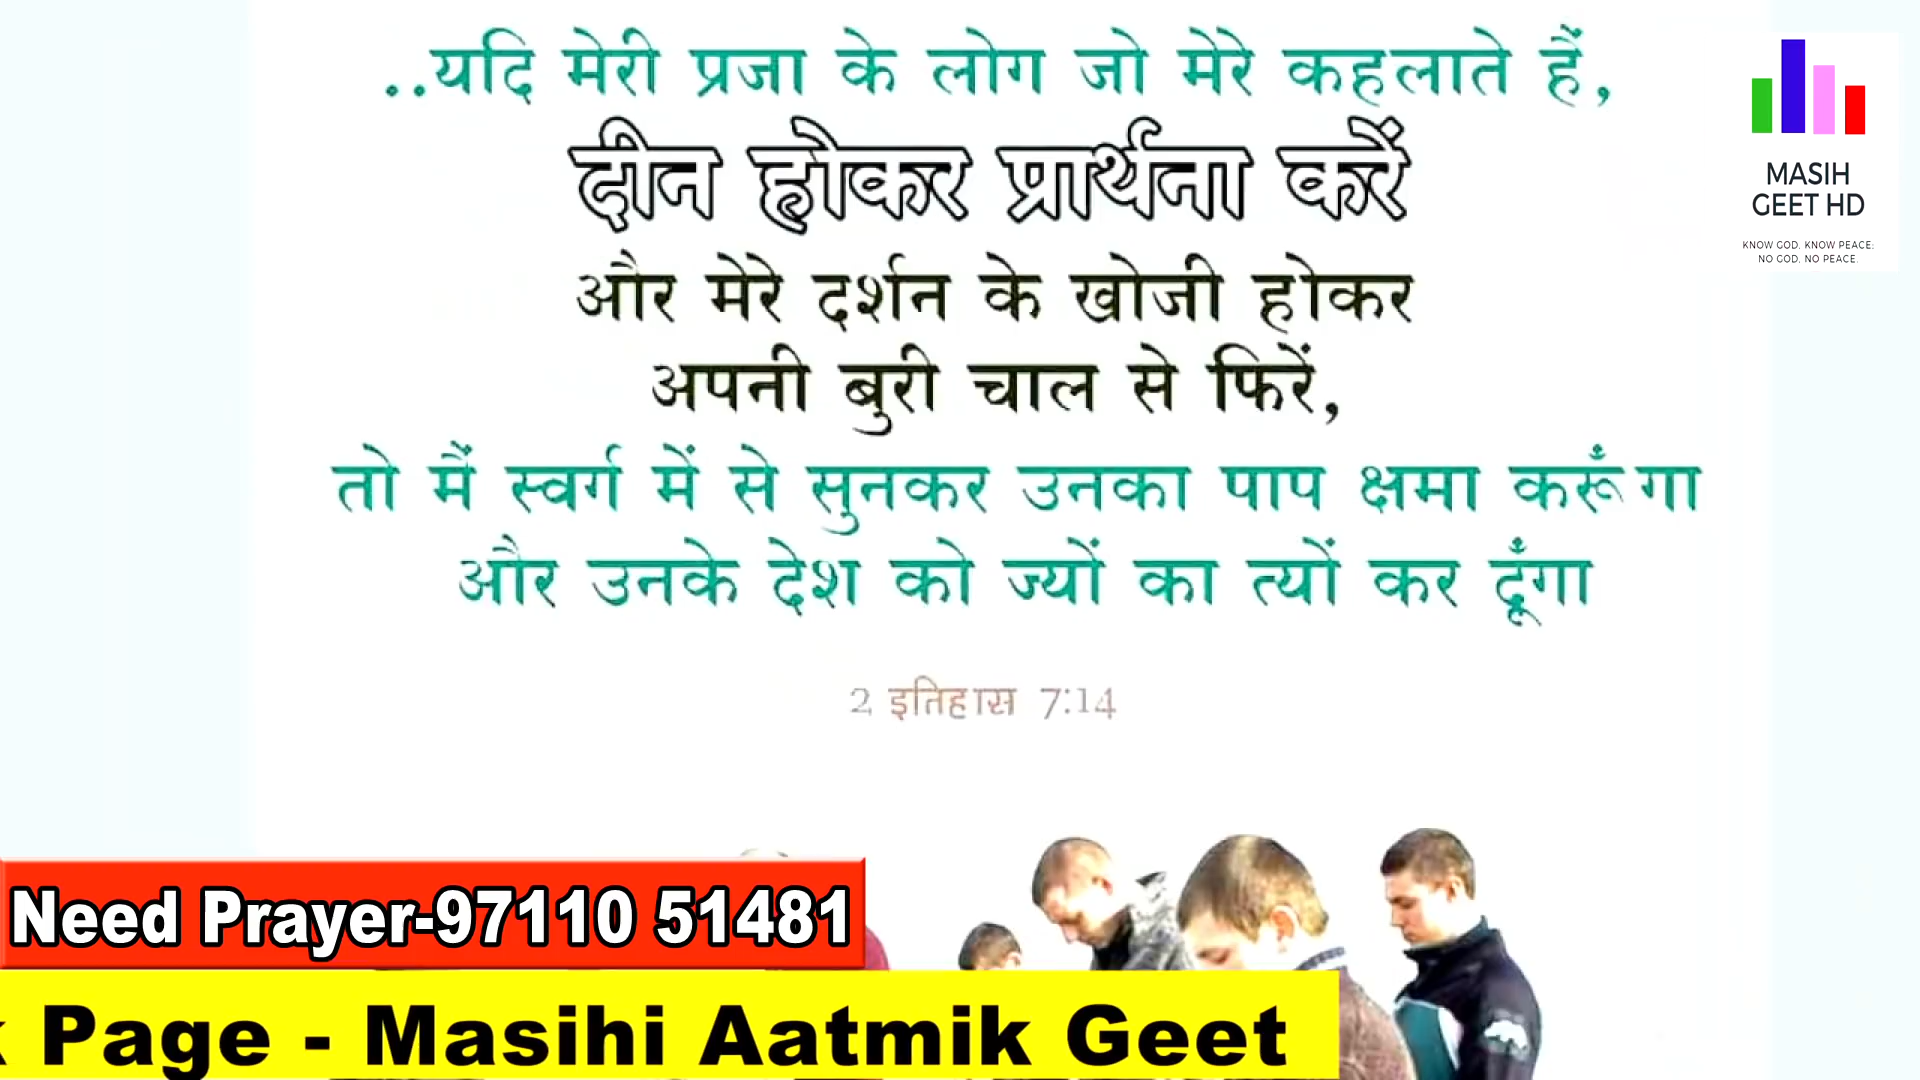 ..यदि मेरी प्रजा के लोग जो मेरे कहलाते हैं,
दीन होकर प्रार्थना करें
और मेरे दर्शन के खोजी होकर
अपनी बुरी चाल से फिरें,
तो मैं स्वर्ग में से सुनकर उनका पाप क्षमा करूँगा
और उनके देश को ज्यों का त्यों कर दूँगा
2 इतिहास 7:14
MASIH
GEET HD
KNOW GOD, KNOW PEACE;
NO GOD, NO PEACE.
Need Prayer-97110 51481
Page - Masihi Aatmik Geet